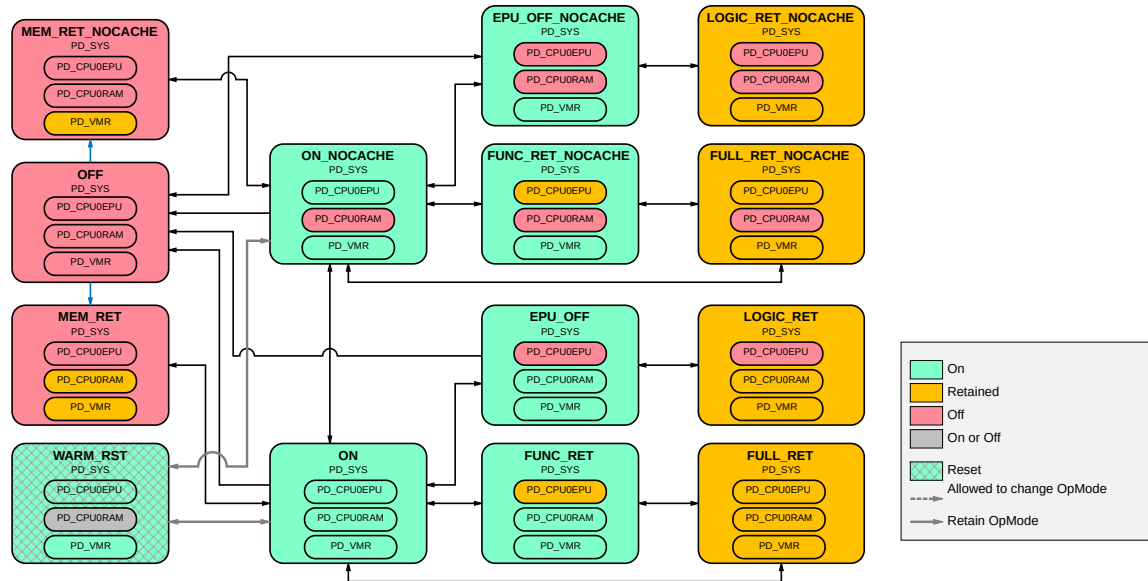 MEM_RET_NOCACHE
PD_SYS
PD_CPU0EPU
PD_CPU0RAM
PD_VMR
EPU_OFF_NOCACHE
PD_SYS
PD_CPU0EPU
PD_CPU0RAM
PD_VMR
LOGIC_RET_NOCACHE
PD_SYS
PD_CPU0EPU
PD_CPU0RAM
PD_VMR
OFF
PD_SYS
PD_CPU0EPU
PD_CPU0RAM
PD_VMR
ON_NOCACHE
PD_SYS
PD_CPU0EPU
PD_CPU0RAM
PD_VMR
FUNC_RET_NOCACHE
PD_SYS
PD_CPU0EPU
PD_CPU0RAM
PD_VMR
FULL_RET_NOCACHE
PD_SYS
PD_CPU0EPU
PD_CPU0RAM
PD_VMR
MEM_RET
PD_SYS
PD_CPU0EPU
PD_CPU0RAM
PD_VMR
EPU_OFF
PD_SYS
PD_CPU0EPU
PD_CPU0RAM
PD_VMR
LOGIC_RET
PD_SYS
PD_CPU0EPU
PD_CPU0RAM
PD_VMR
WARM_RST
PD_SYS
PD_CPU0EPU
PD_CPU0RAM
PD_VMR
ON
PD_SYS
PD_CPU0EPU
PD_CPU0RAM
PD_VMR
FUNC_RET
PD_SYS
PD_CPU0EPU
PD_CPU0RAM
PD_VMR
FULL_RET
PD_SYS
PD_CPU0EPU
PD_CPU0RAM
PD_VMR
On
Retained
Off
On or Off
Reset
Allowed to change OpMode
Retain OpMode